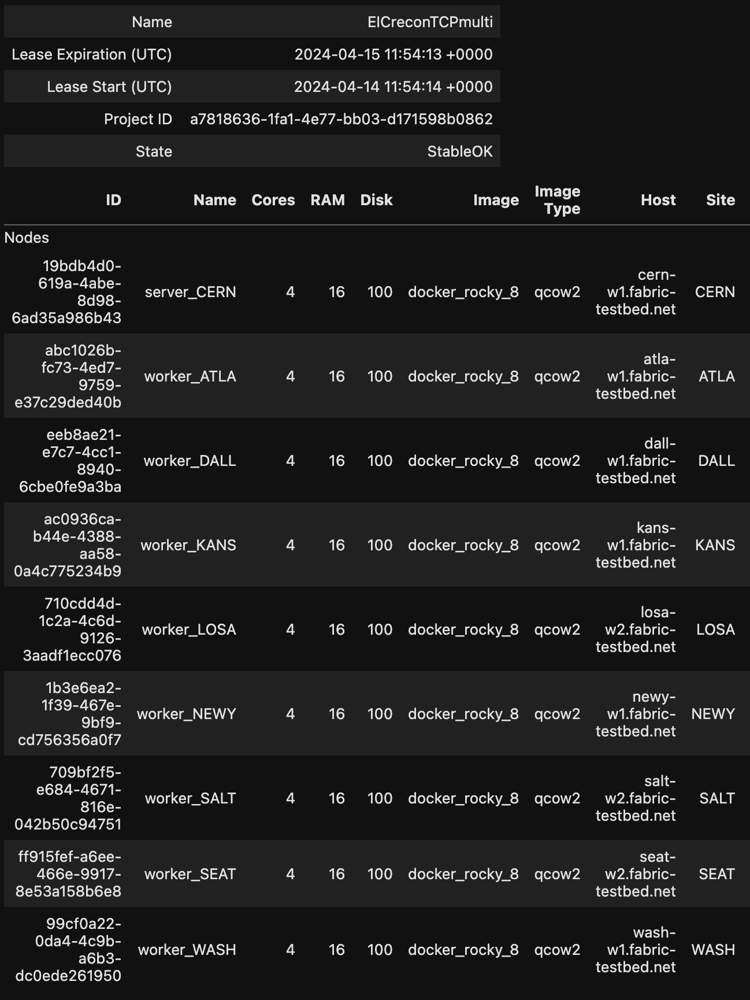 Name EICreconTCPmulti
Lease Expiration (UTC) 2024-04-15 11:54:13 +0000
Lease Start (UTC) 2024-04-14 11:54:14 +0000
Project ID a7818636-1fa1-4e77-bb03-d171598b0862
State StableOK
ID Name Cores RAM Disk Image Image Type Host Site
Nodes
19bdb4d0-619a-4abe-8d98-6ad35a986b43 server_CERN 4 16 100 docker_rocky_8 qcow2 cern-w1.fabric-testbed.net CERN
abc1026b-fc73-4ed7-9759-e37c29ded40b worker_ATLA 4 16 100 docker_rocky_8 qcow2 atla-w1.fabric-testbed.net ATLA
eeb8ae21-e7c7-4cc1-8940-6cbe0fe9a3ba worker_DALL 4 16 100 docker_rocky_8 qcow2 dall-w1.fabric-testbed.net DALL
ac0936ca-b44e-4388-aa58-0a4c775234b9 worker_KANS 4 16 100 docker_rocky_8 qcow2 kans-w1.fabric-testbed.net KANS
710cdd4d-1c2a-4c6d-9126-3aadf1ecc076 worker_LOSA 4 16 100 docker_rocky_8 qcow2 losa-w2.fabric-testbed.net LOSA
1b3e6ea2-1f39-467e-9bf9-cd756356a0f7 worker_NEWY 4 16 100 docker_rocky_8 qcow2 newy-w1.fabric-testbed.net NEWY
709bf2f5-e684-4671-816e-042b50c94751 worker_SALT 4 16 100 docker_rocky_8 qcow2 salt-w2.fabric-testbed.net SALT
ff915fef-a6ee-466e-9917-8e53a158b6e8 worker_SEAT 4 16 100 docker_rocky_8 qcow2 seat-w2.fabric-testbed.net SEAT
99cf0a22-0da4-4c9b-a6b3-dc0ede261950 worker_WASH 4 16 100 docker_rocky_8 qcow2 wash-w1.fabric-testbed.net WASH